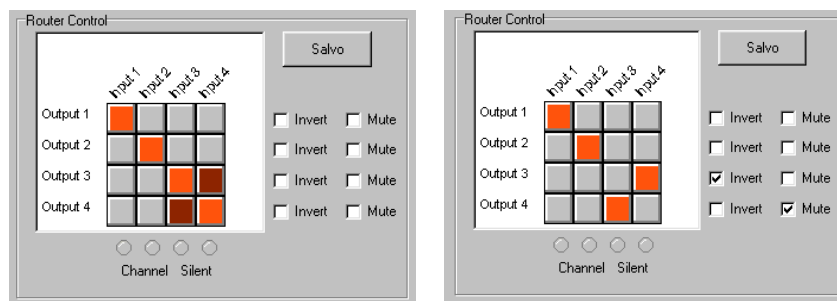 Router Control
Salvo
Input 1 Input 2 Input 3 Input 4
Output 1 Invert Mute
Output 2 Invert Mute
Output 3 Invert Mute
Output 4 Invert Mute
Channel Silent
Router Control
Salvo
Input 1 Input 2 Input 3 Input 4
Output 1 Invert Mute
Output 2 Invert Mute
Output 3 Invert Mute
Output 4 Invert Mute
Channel Silent